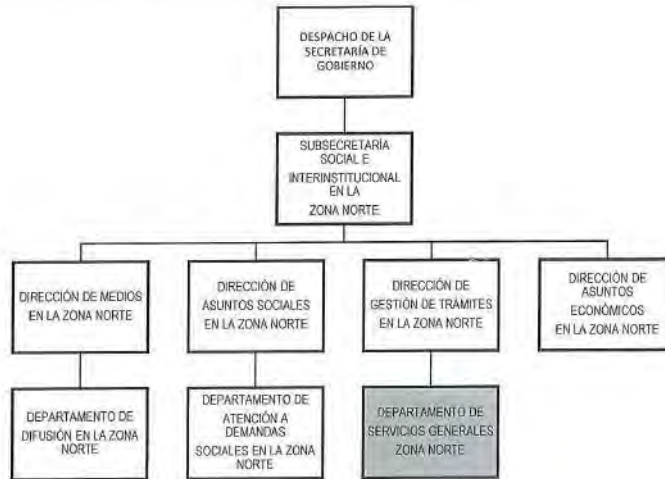 DESPACHO DE LA
SECRETARÍA DE
GOBIERNO
SUBSECRETARÍA
SOCIAL E
INTERINSTITUCIONAL
EN LA
ZONA NORTE
DIRECCIÓN DE MEDIOS
EN LA ZONA NORTE
DIRECCIÓN DE
ASUNTOS SOCIALES
EN LA ZONA NORTE
DIRECCIÓN DE
GESTIÓN DE TRÁMITES
EN LA ZONA NORTE
DIRECCIÓN DE
ASUNTOS
ECONÓMICOS
EN LA ZONA NORTE
DEPARTAMENTO DE
DIFUSIÓN EN LA ZONA
NORTE
DEPARTAMENTO DE
ATENCIÓN A
DEMANDAS
SOCIALES EN LA ZONA
NORTE
DEPARTAMENTO DE
SERVICIOS GENERALES
ZONA NORTE